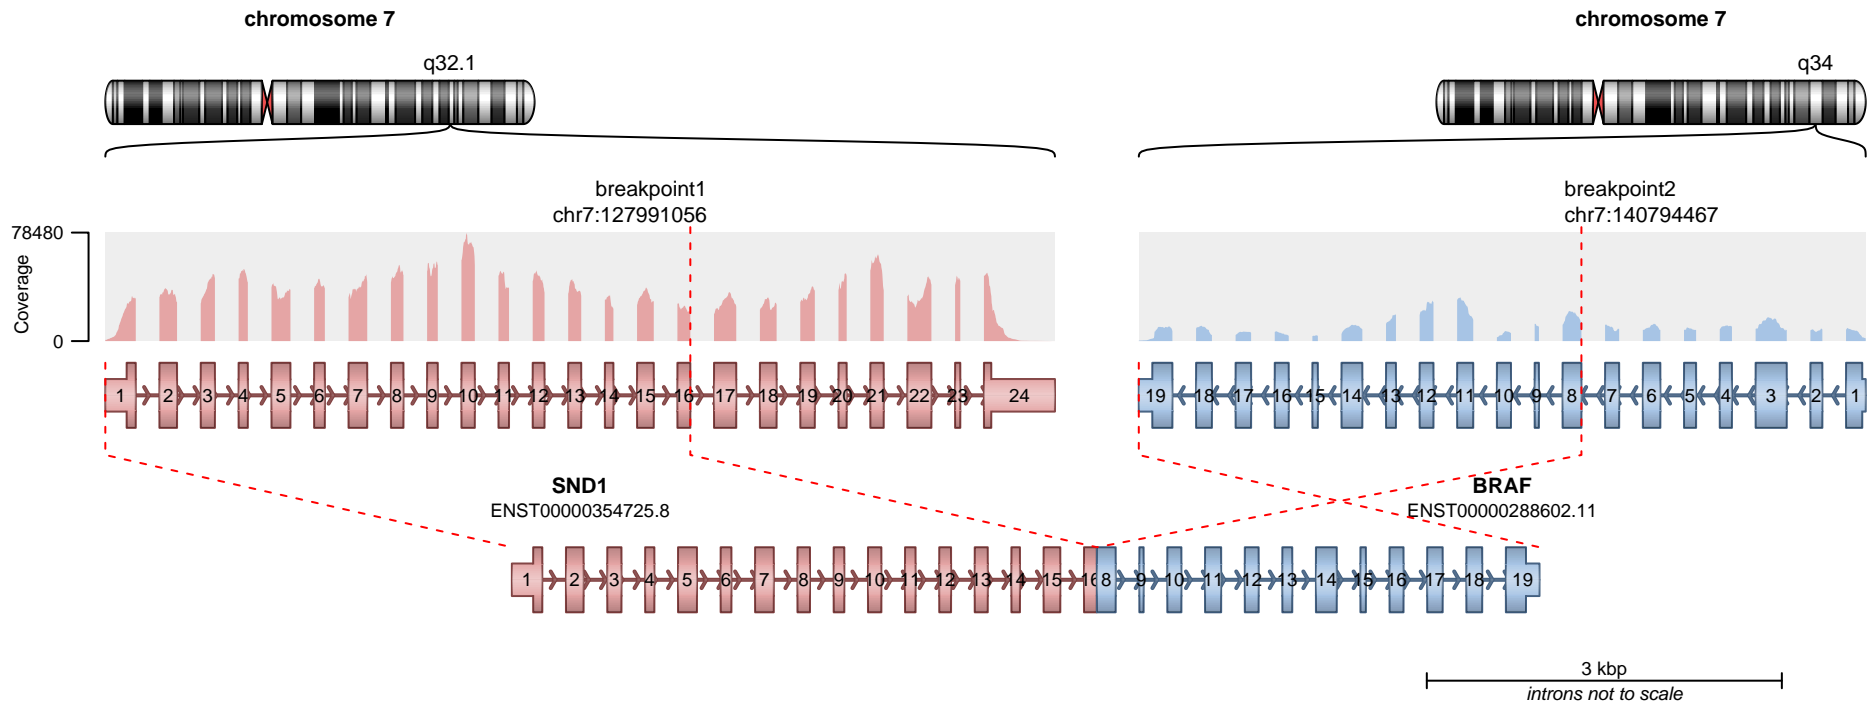 chromosome 7
chromosome 7
q32.1
q34
breakpoint1
chr7:127991056
breakpoint2
chr7:140794467
78480
Coverage
0
1 2 3 4 5 6 7 8 9 10 11 12 13 14 15 16 17 18 19 20 21 22 23 24
19 18 17 16 15 14 13 12 11 10 9 8 7 6 5 4 3 2 1
SND1
ENST00000354725.8
BRAF
ENST00000288602.11
1 2 3 4 5 6 7 8 9 10 11 12 13 14 15 16 8 9 10 11 12 13 14 15 16 17 18 19
3 kbp
introns not to scale